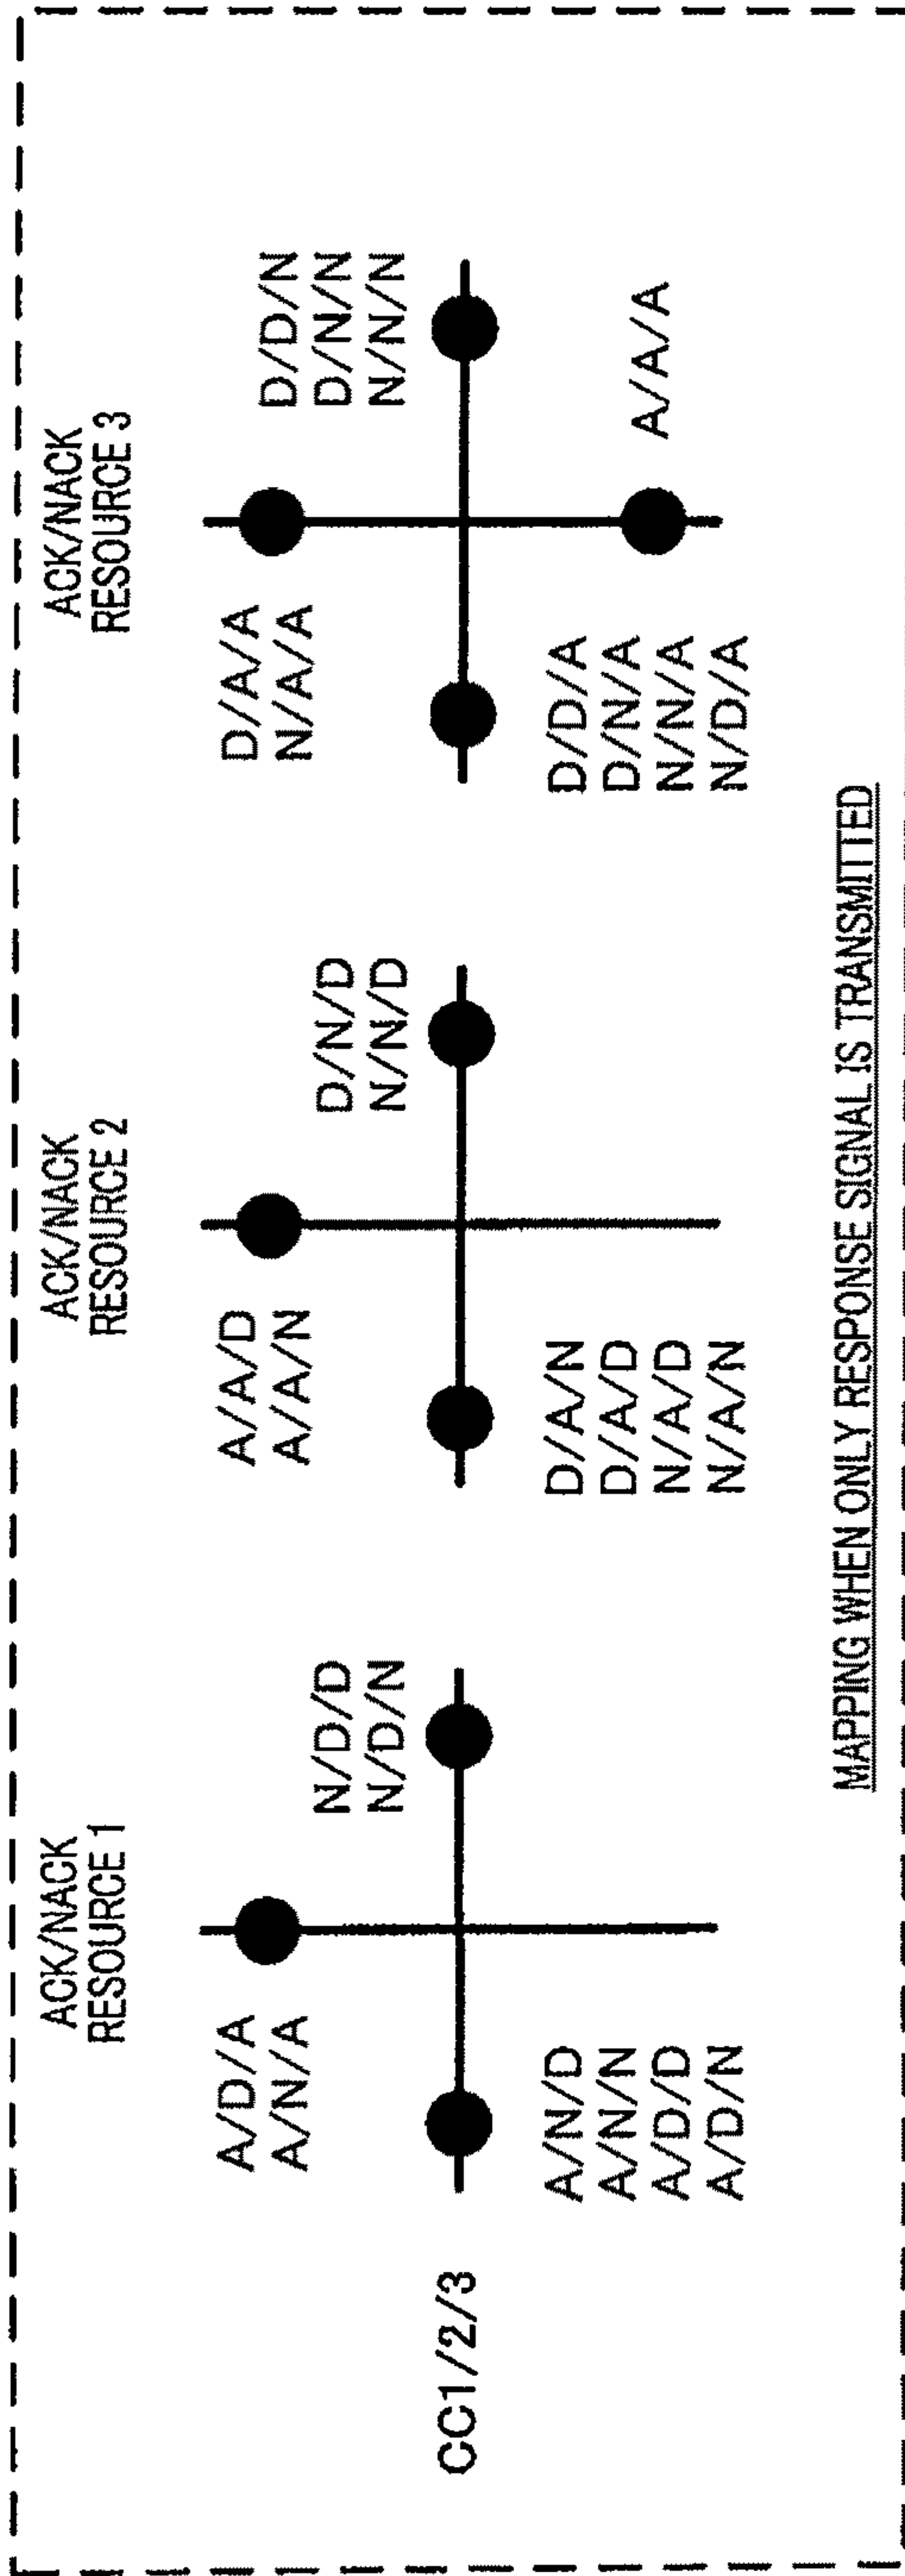 CC1/2/3
ACK/NACK
RESOURCE 1
A/D/A
A/N/A
N/D/D
N/D/N
A/N/D
A/N/N
A/D/D
A/D/N
ACK/NACK
RESOURCE 2
A/A/D
A/A/N
D/N/D
N/N/D
D/A/N
D/A/D
N/A/D
N/A/N
ACK/NACK
RESOURCE 3
D/A/A
N/A/A
D/D/N
D/N/N
N/N/N
D/D/A
D/N/A
N/N/A
N/D/A
A/A/A
MAPPING WHEN ONLY RESPONSE SIGNAL IS TRANSMITTED